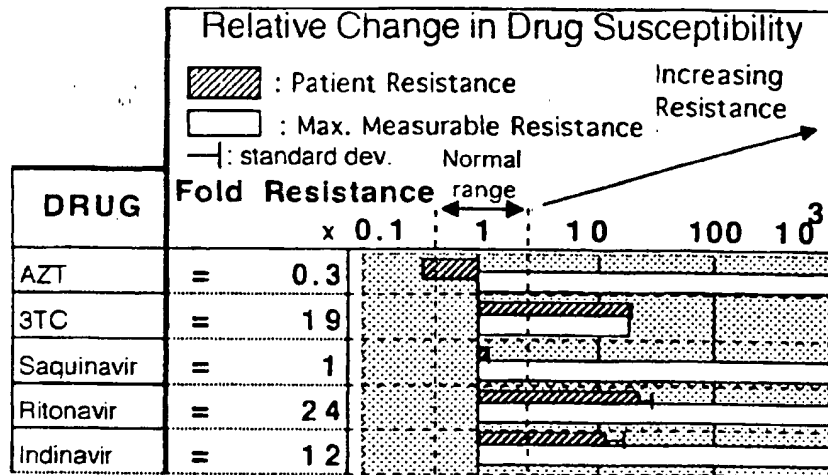 Relative Change in Drug Susceptibility
: Patient Resistance
Increasing
Resistance
: Max. Measurable Resistance
: standard dev.
Normal
range
DRUG Fold Resistance
x 0.1 1 10 100 10³
AZT = 0.3
3TC = 19
Saquinavir = 1
Ritonavir = 24
Indinavir = 12